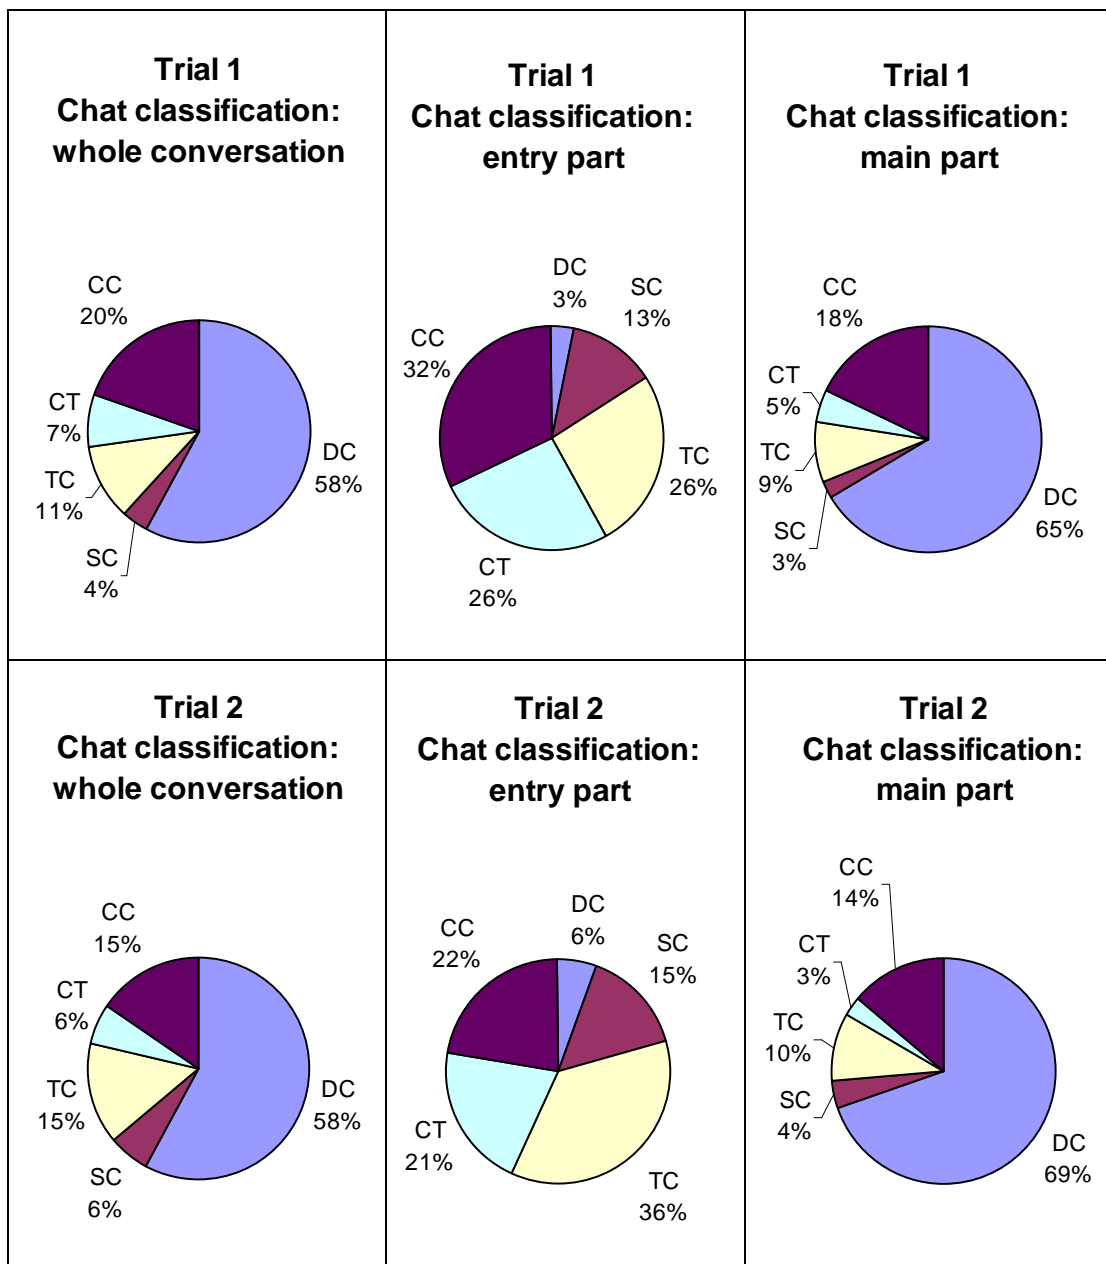 Trial 1
Chat classification:
whole conversation
CC
20%
CT
7%
TC
11%
SC
4%
DC
58%
Trial 1
Chat classification:
entry part
DC
3%
SC
13%
CC
32%
TC
26%
CT
26%
Trial 1
Chat classification:
main part
CC
18%
CT
5%
TC
9%
SC
3%
DC
65%
Trial 2
Chat classification:
whole conversation
CC
15%
CT
6%
TC
15%
SC
6%
DC
58%
Trial 2
Chat classification:
entry part
DC
6%
CC
22%
SC
15%
CT
21%
TC
36%
Trial 2
Chat classification:
main part
CC
14%
CT
3%
TC
10%
SC
4%
DC
69%